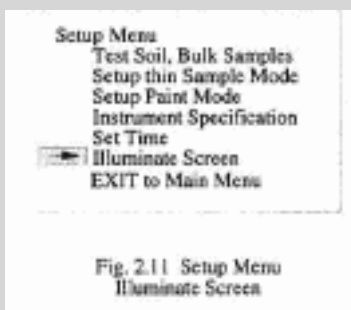 Setup Menu
Test Soil, Bulk Samples
Setup thin Sample Mode
Setup Paint Mode
Instrument Specification
Set Time
Illuminate Screen
EXIT to Main Menu
Fig. 2.11 Setup Menu
Illuminate Screen